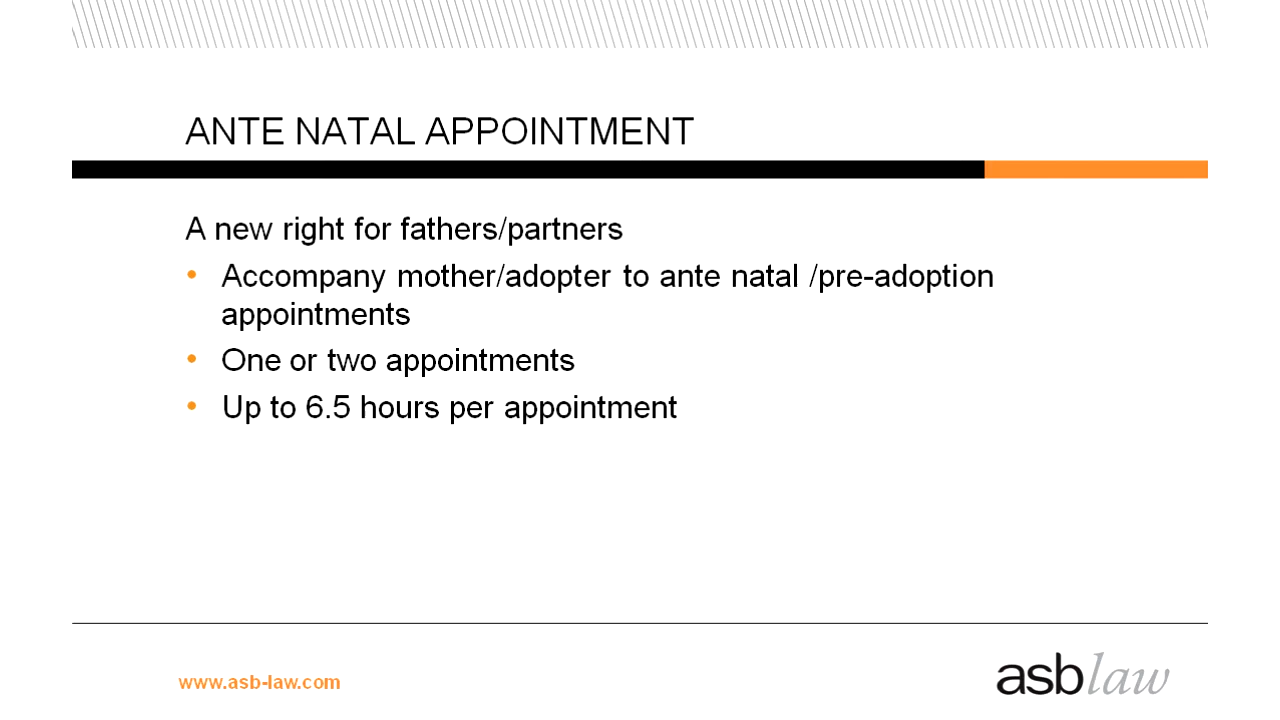 ANTE NATAL APPOINTMENT
A new right for fathers/partners
• Accompany mother/adopter to ante natal /pre-adoption
appointments
• One or two appointments
• Up to 6.5 hours per appointment
www.asb-law.com
asblaw